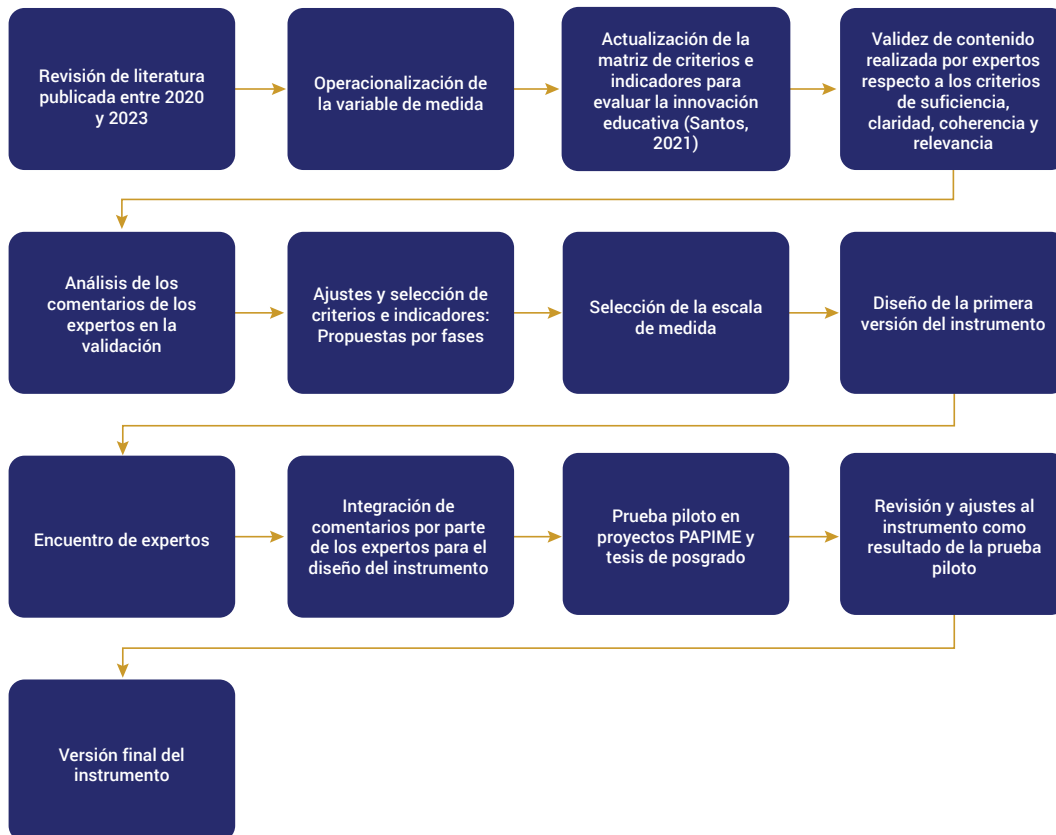 Revisión de literatura
publicada entre 2020
y 2023
Operacionalización de
la variable de medida
Actualización de la
matriz de criterios e
indicadores para
evaluar la innovación
educativa (Santos,
2021)
Validez de contenido
realizada por expertos
respecto a los criterios
de suficiencia,
claridad, coherencia y
relevancia
Análisis de los
comentarios de los
expertos en la
validación
Ajustes y selección de
criterios e indicadores:
Propuestas por fases
Selección de la escala
de medida
Diseño de la primera
versión del instrumento
Encuentro de expertos
Integración de
comentarios por parte
de los expertos para el
diseño del instrumento
Prueba piloto en
proyectos PAPIME y
tesis de posgrado
Revisión y ajustes al
instrumento como
resultado de la prueba
piloto
Versión final del
instrumento